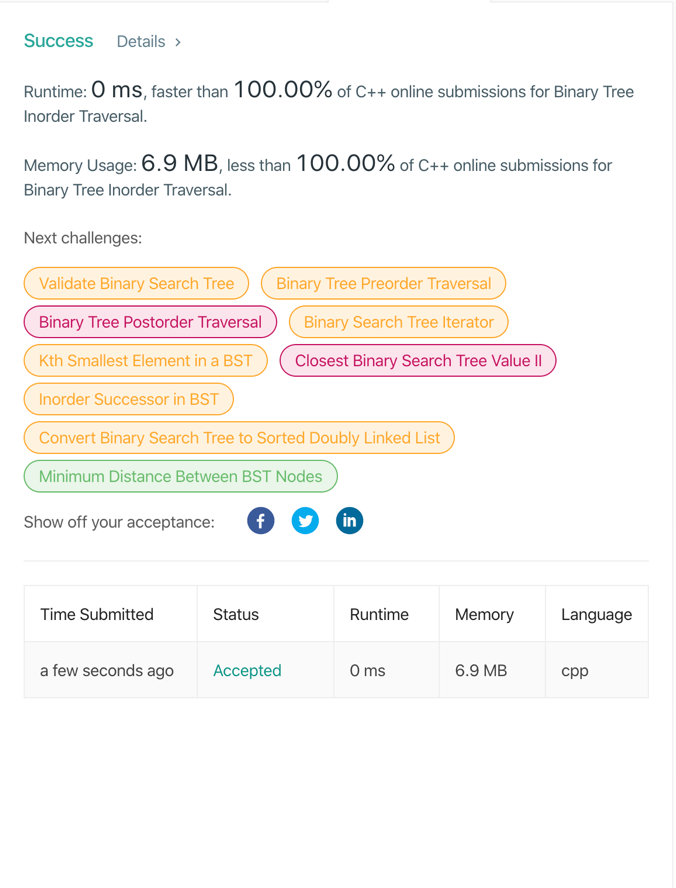 Success Details >
Runtime: 0 ms, faster than 100.00% of C++ online submissions for Binary Tree
Inorder Traversal.
Memory Usage: 6.9 MB, less than 100.00% of C++ online submissions for
Binary Tree Inorder Traversal.
Next challenges:
Validate Binary Search Tree Binary Tree Preorder Traversal
Binary Tree Postorder Traversal Binary Search Tree Iterator
Kth Smallest Element in a BST Closest Binary Search Tree Value II
Inorder Successor in BST
Convert Binary Search Tree to Sorted Doubly Linked List
Minimum Distance Between BST Nodes
Show off your acceptance: f in
Time Submitted Status Runtime Memory Language
a few seconds ago Accepted 0 ms 6.9 MB cpp